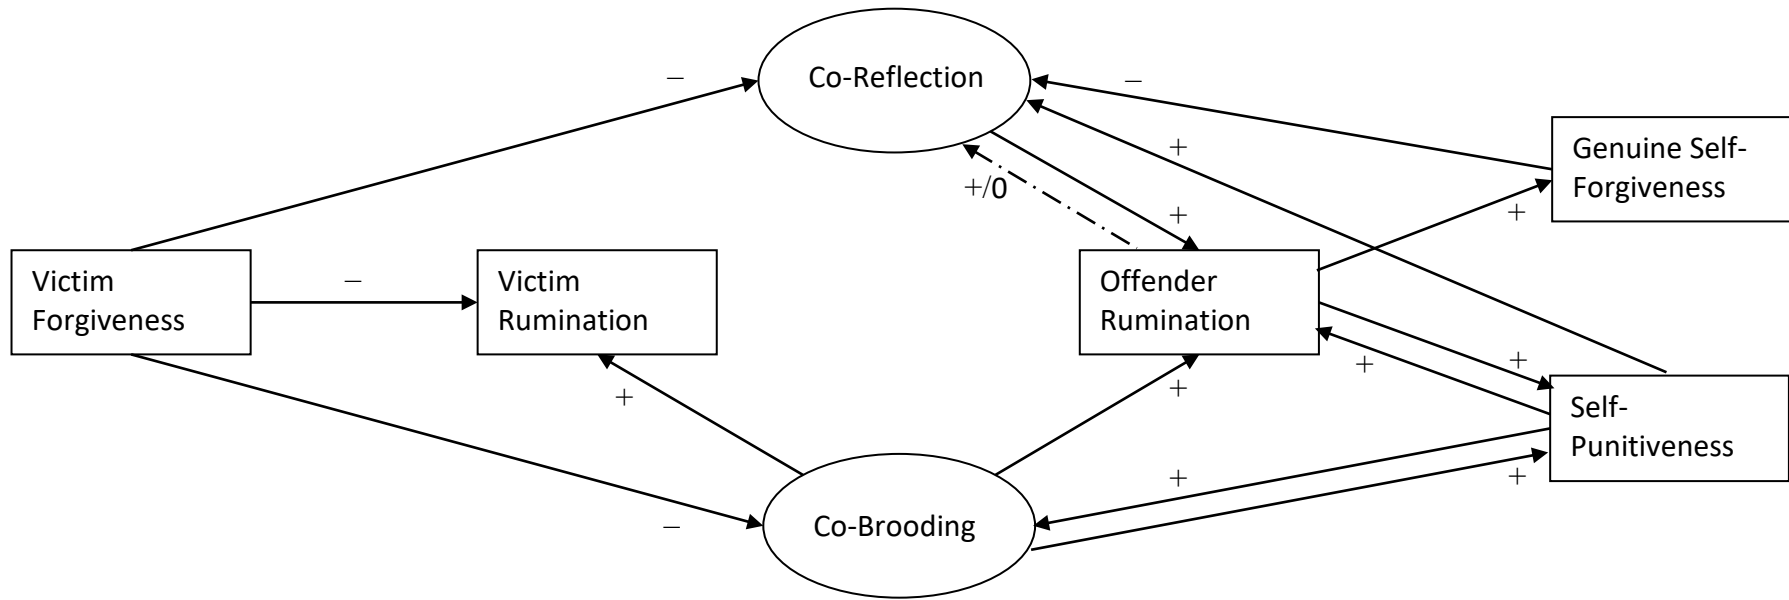 Co-Reflection
–
–
+
+/0
+
Genuine Self-
Forgiveness
+
Victim
Forgiveness
–
Victim
Rumination
Offender
Rumination
+
+
+
+
Self-
Punitiveness
+
+
–
Co-Brooding